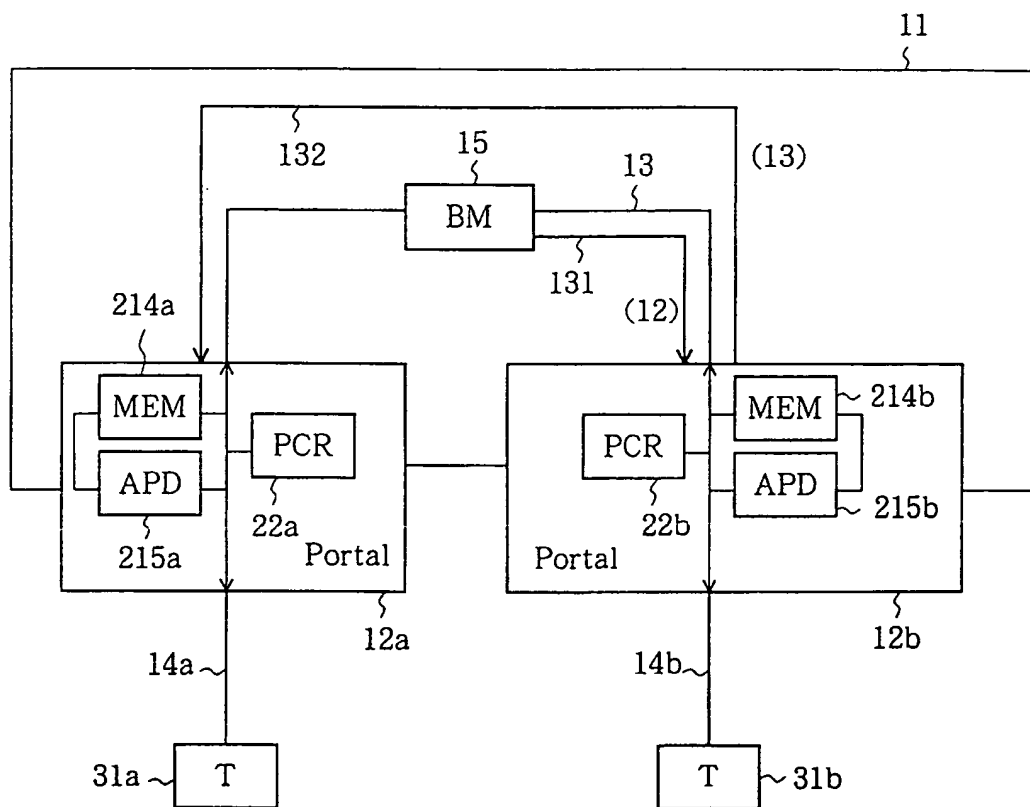 11
132
15
13
(13)
BM
131
(12)
214a
MEM
PCR
APD
22a
215a
Portal
12a
MEM
214b
PCR
APD
22b
215b
Portal
12b
14a
14b
31a
T
T
31b